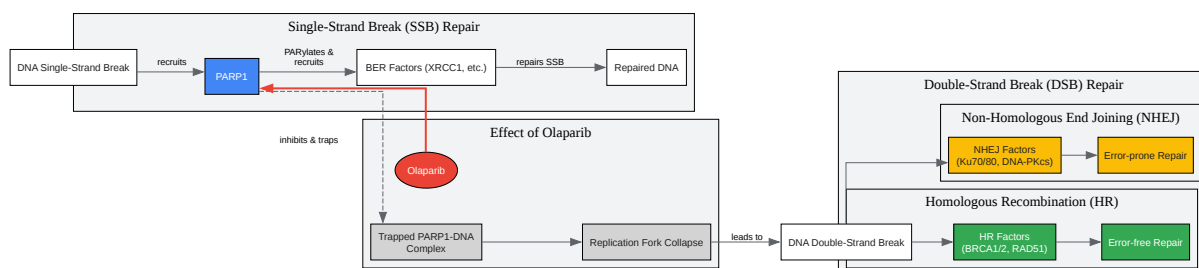 Single-Strand Break (SSB) Repair
DNA Single-Strand Break
recruits
PARP1
PARylates &
recruits
BER Factors (XRCC1, etc.)
repairs SSB
Repaired DNA
inhibits & traps
Effect of Olaparib
Olaparib
Trapped PARP1-DNA
Complex
Replication Fork Collapse
leads to
DNA Double-Strand Break
Double-Strand Break (DSB) Repair
Non-Homologous End Joining (NHEJ)
NHEJ Factors
(Ku70/80, DNA-PKcs)
Error-prone Repair
Homologous Recombination (HR)
HR Factors
(BRCA1/2, RAD51)
Error-free Repair